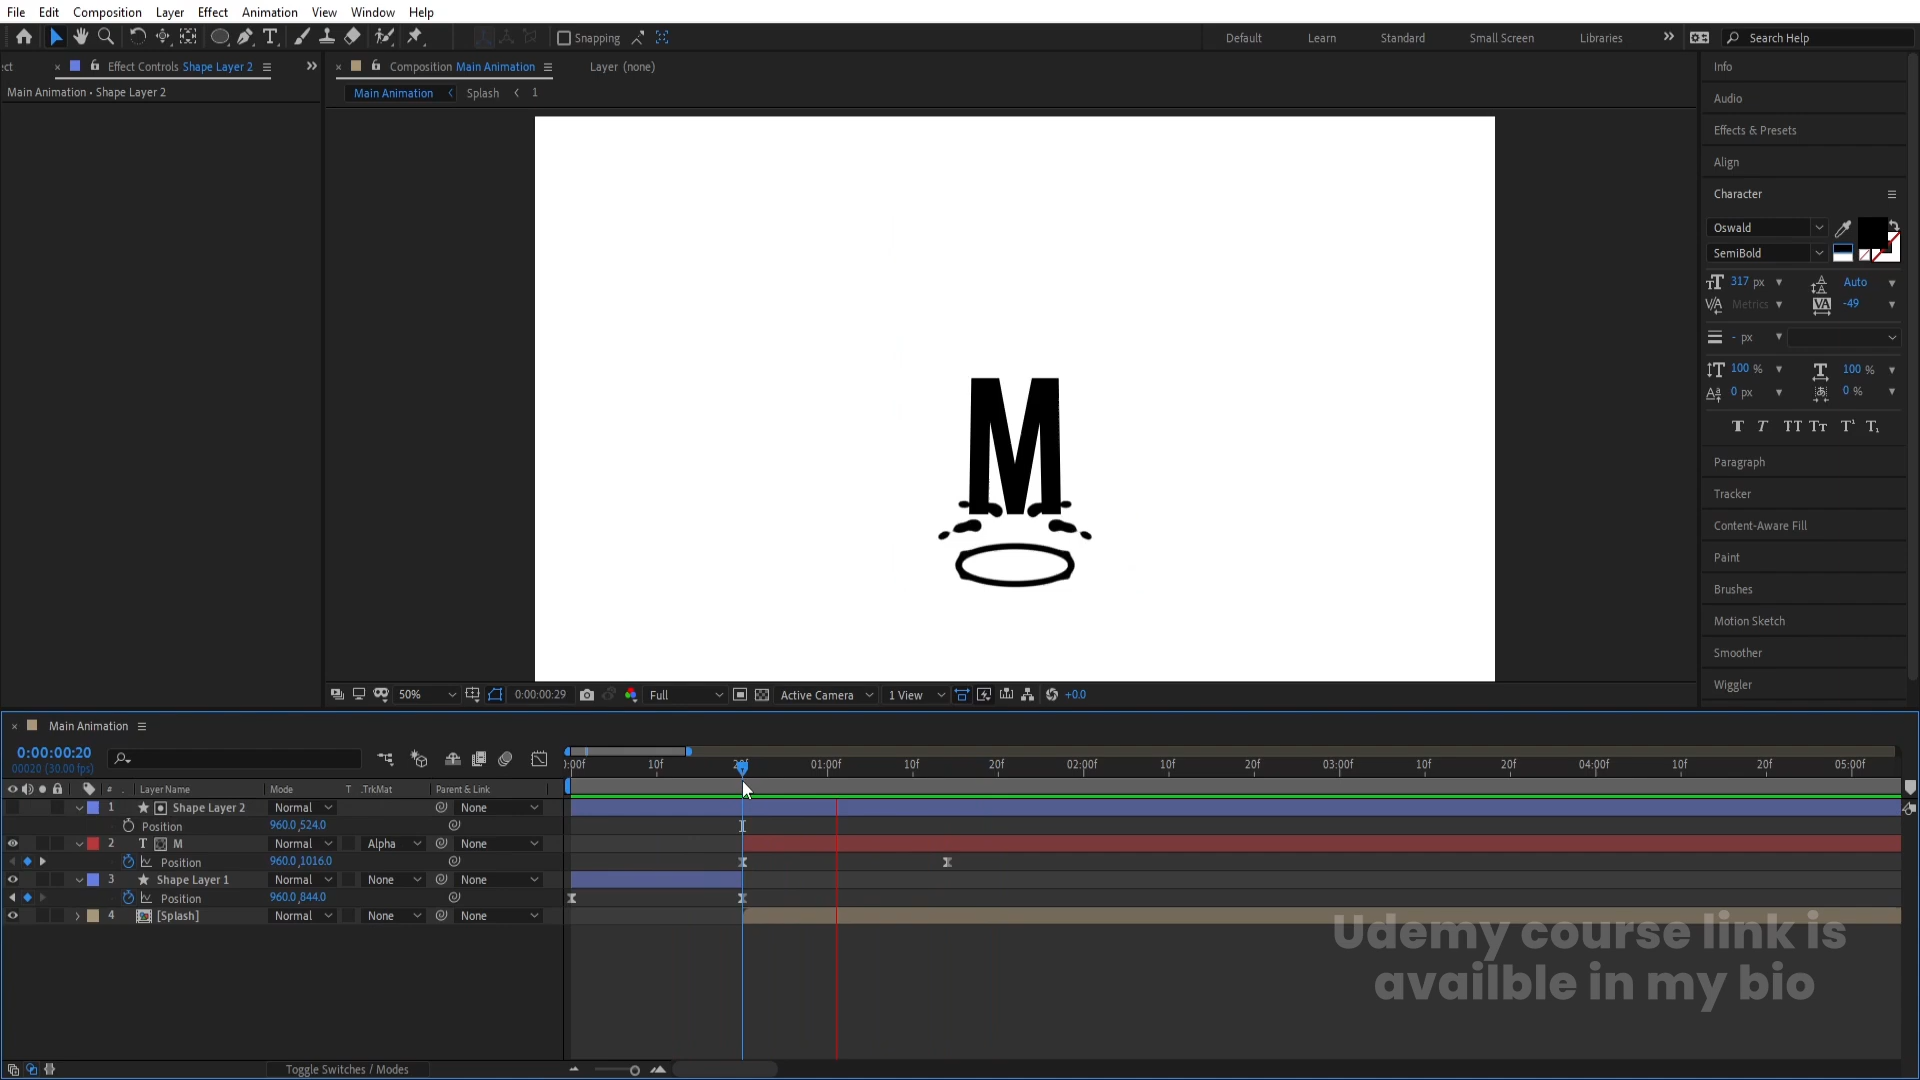 File Edit Composition Layer Effect Animation View Window Help
Snapping
Default Learn Standard Small Screen Libraries Search Help
ect Effect Controls Shape Layer 2
Main Animation • Shape Layer 2
Composition Main Animation Layer (none)
Main Animation Splash 1
M
50% 0:00:00:29 Full Active Camera 1 View +0.0
Info
Audio
Effects & Presets
Align
Character
Oswald
SemiBold
317 px Auto
Metrics -49
- px
100 % 100 %
0 px 0 %
Paragraph
Tracker
Content-Aware Fill
Paint
Brushes
Motion Sketch
Smoother
Wiggler
Main Animation
0:00:00:20
00020 (30.00 fps)
):00f 10f 20f 01:00f 10f 20f 02:00f 10f 20f 03:00f 10f 20f 04:00f 10f 20f 05:00f
# Layer Name Mode T .TrkMat Parent & Link
1 Shape Layer 2 Normal None
Position 960.0,524.0
2 T M Normal Alpha None
Position 960.0,1016.0
3 Shape Layer 1 Normal None None
Position 960.0,844.0
4 [Splash] Normal None None
Udemy course link is
availble in my bio
Toggle Switches / Modes